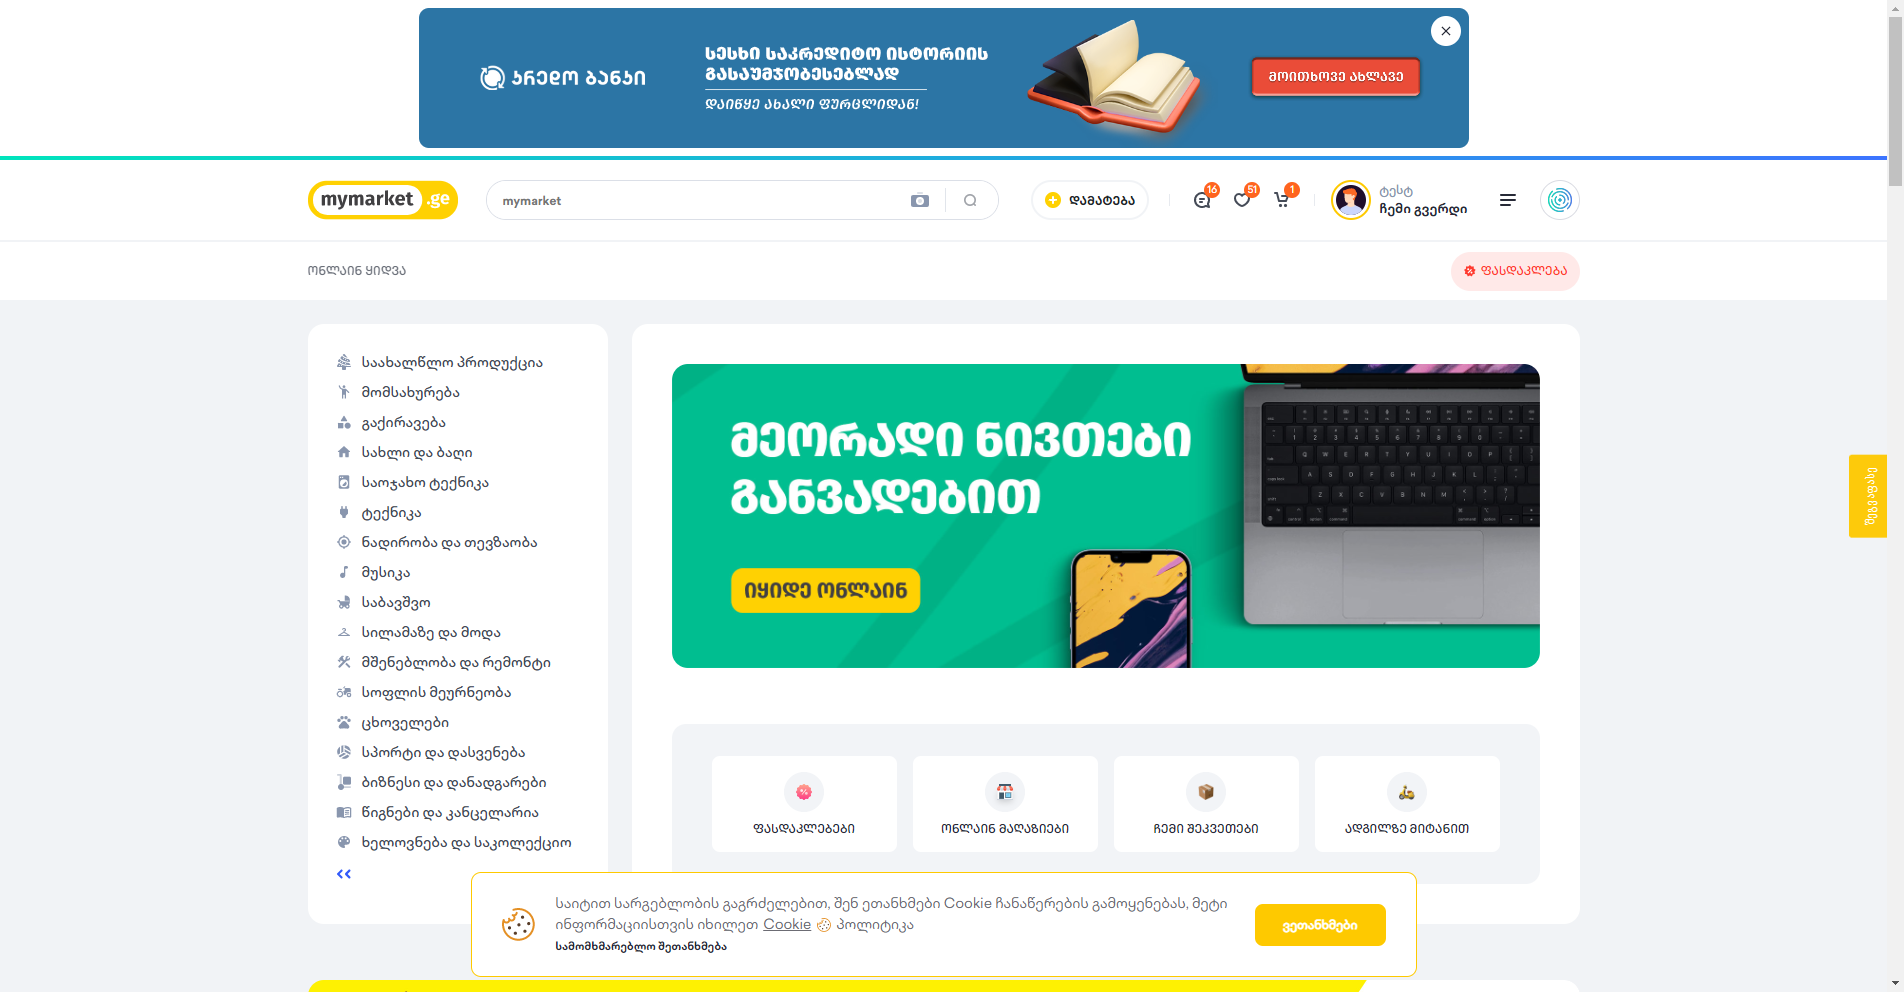 კრედო ბანკი
სესხი საკრედიტო ისტორიის
გასაუმჯობესებლად
დაიწყე ახალი ფურცლიდან!
მოითხოვე ახლავე
mymarket.ge
mymarket
დამატება
16
51
1
ტესტ
ჩემი გვერდი
ონლაინ ყიდვა
ფასდაკლება
საახალწლო პროდუქცია
მომსახურება
გაქირავება
სახლი და ბაღი
საოჯახო ტექნიკა
ტექნიკა
ნადირობა და თევზაობა
მუსიკა
საბავშვო
სილამაზე და მოდა
მშენებლობა და რემონტი
სოფლის მეურნეობა
ცხოველები
სპორტი და დასვენება
ბიზნესი და დანადგარები
წიგნები და კანცელარია
ხელოვნება და საკოლექციო
მეორადი ნივთები
განვადებით
იყიდე ონლაინ
ფასდაკლებები
ონლაინ მაღაზიები
ჩემი შეკვეთები
ადგილზე მიტანით
შეაფასე
საიტით სარგებლობის გაგრძელებით, შენ ეთანხმები Cookie ჩანაწერების გამოყენებას, მეტი
ინფორმაციისთვის იხილეთ Cookie 🍪 პოლიტიკა
სამომხმარებლო შეთანხმება
ვეთანხმები